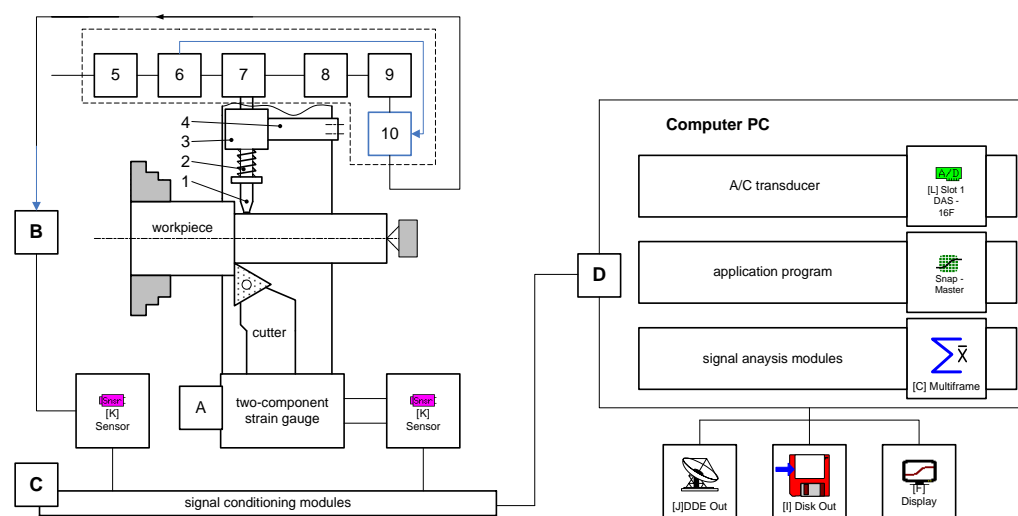 5
6
7
8
9
10
4
3
2
1
workpiece
cutter
B
A
two-component
strain gauge
Snsr
[K]
Sensor
Snsr
[K]
Sensor
C
signal conditioning modules
D
Computer PC
A/C transducer
A/D
[L] Slot 1
DAS -
16F
application program
Snap -
Master
signal anaysis modules
Σ x̄
[C] Multiframe
[J]DDE Out
[I] Disk Out
[F]
Display